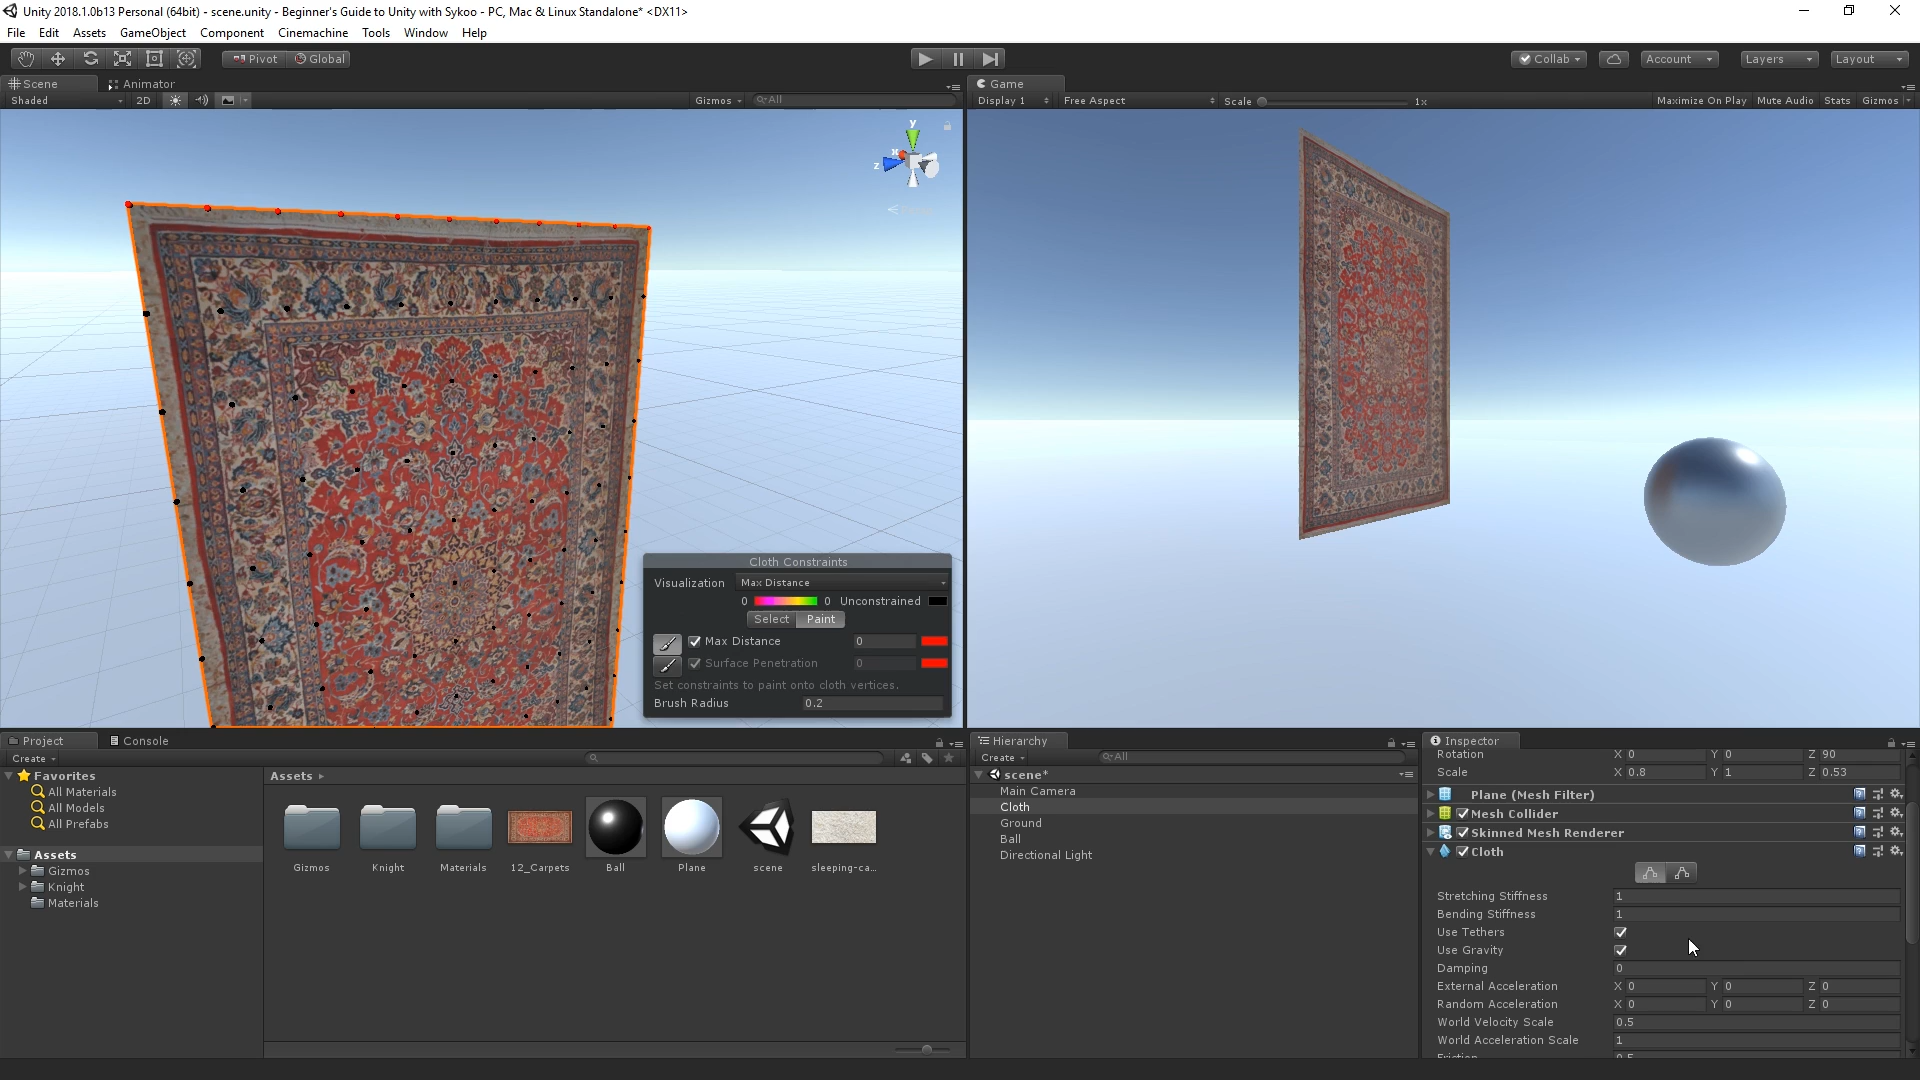 Unity 2018.1.0b13 Personal (64bit) - scene.unity - Beginner's Guide to Unity with Sykoo - PC, Mac & Linux Standalone* <DX11>
File Edit Assets GameObject Component Cinemachine Tools Window Help
Pivot Global Collab Account Layers Layout
Scene Animator
Shaded 2D Gizmos All
y
x
z
Game
Display 1 Free Aspect Scale 1x Maximize On Play Mute Audio Stats Gizmos
Cloth Constraints
Visualization Max Distance
0 0 Unconstrained
Select Paint
Max Distance 0
Surface Penetration 0
Set constraints to paint onto cloth vertices.
Brush Radius 0.2
Project Console
Create
Favorites
All Materials
All Models
All Prefabs
Assets
Gizmos
Knight
Materials
Assets
Gizmos Knight Materials 12_Carpets Ball Plane scene sleeping-ca...
Hierarchy
Create All
scene*
Main Camera
Cloth
Ground
Ball
Directional Light
Inspector
Rotation X 0 Y 0 Z 90
Scale X 0.8 Y 1 Z 0.53
Plane (Mesh Filter)
Mesh Collider
Skinned Mesh Renderer
Cloth
Stretching Stiffness 1
Bending Stiffness 1
Use Tethers
Use Gravity
Damping 0
External Acceleration X 0 Y 0 Z 0
Random Acceleration X 0 Y 0 Z 0
World Velocity Scale 0.5
World Acceleration Scale 1
Friction 0.5